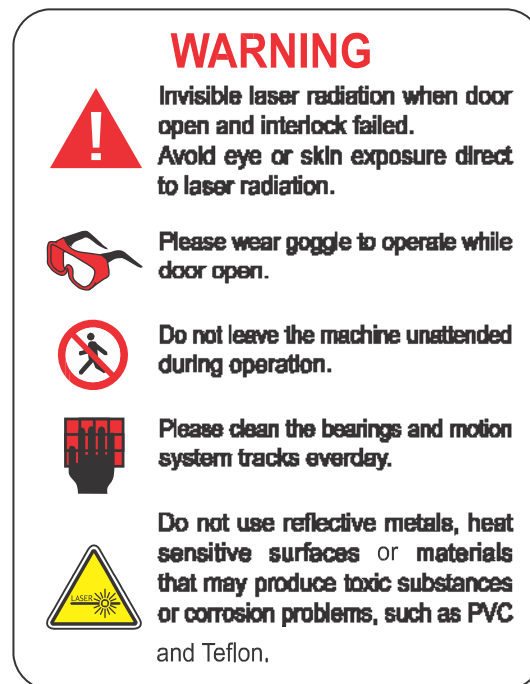 WARNING
Invisible laser radiation when door
open and interlock failed.
Avoid eye or skin exposure direct
to laser radiation.
Please wear goggle to operate while
door open.
Do not leave the machine unattended
during operation.
Please clean the bearings and motion
system tracks everday.
Do not use reflective metals, heat
sensitive surfaces or materials
that may produce toxic substances
or corrosion problems, such as PVC
and Teflon.
LASER